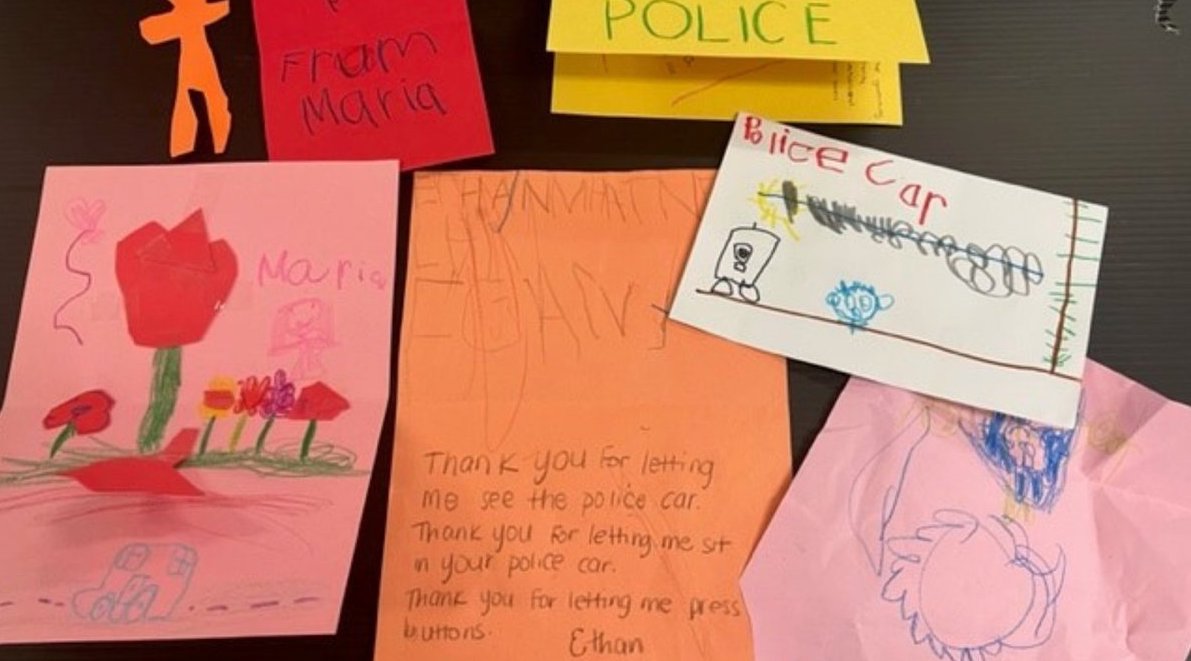 From
Maria
POLICE
Police Car
Maria
ETHAN
Thank you for letting
me see the police car.
Thank you for letting me sit
in your police car.
Thank you for letting me press
buttons.
Ethan